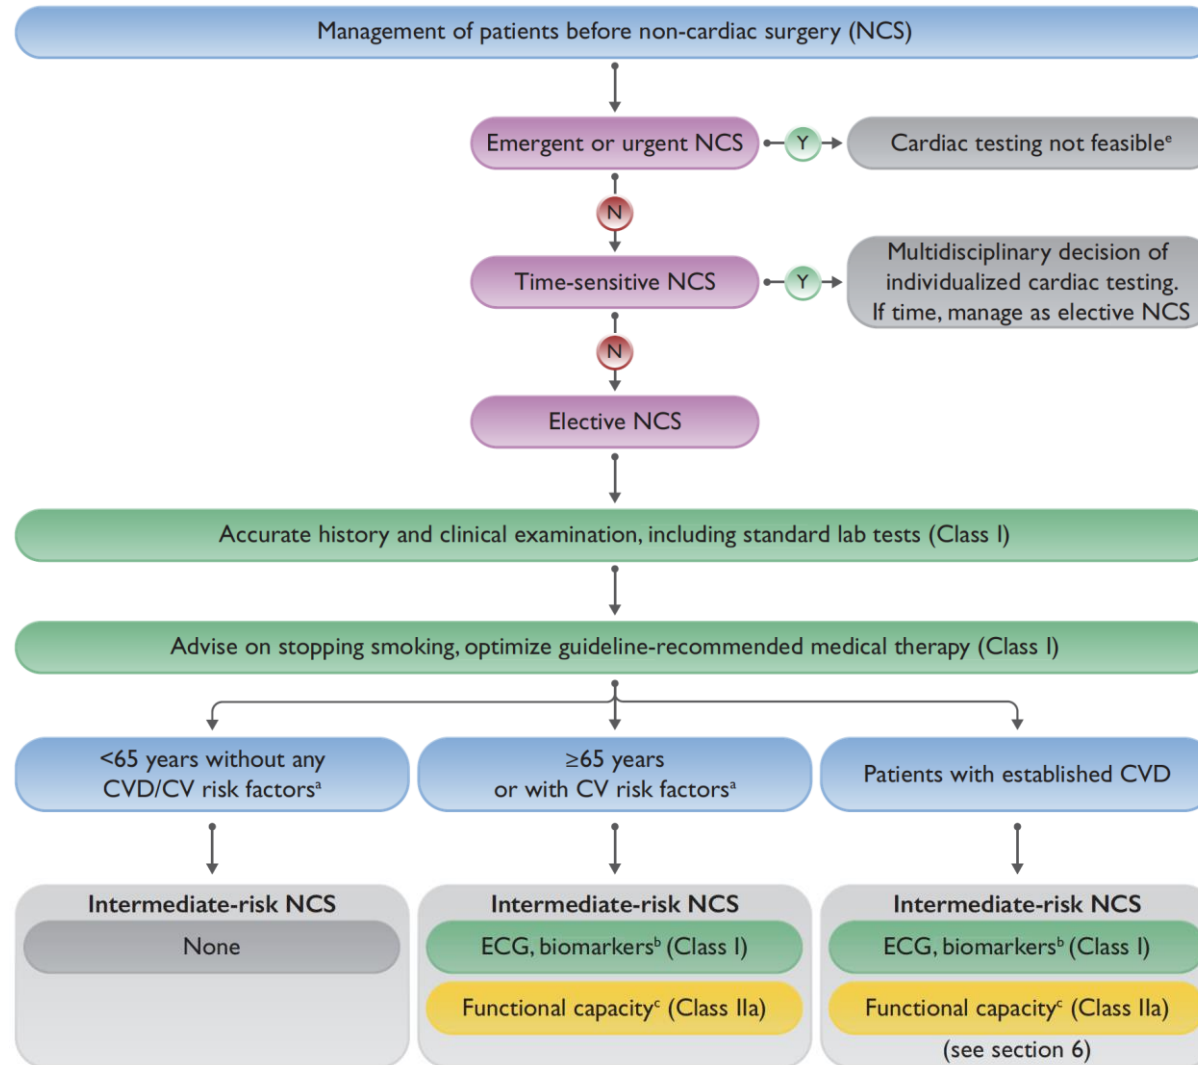 Management of patients before non-cardiac surgery (NCS)
Emergent or urgent NCS
Y
Cardiac testing not feasibleᵉ
N
Time-sensitive NCS
Y
Multidisciplinary decision of
individualized cardiac testing.
If time, manage as elective NCS
N
Elective NCS
Accurate history and clinical examination, including standard lab tests (Class I)
Advise on stopping smoking, optimize guideline-recommended medical therapy (Class I)
<65 years without any
CVD/CV risk factorsᵃ
≥65 years
or with CV risk factorsᵃ
Patients with established CVD
Intermediate-risk NCS
None
Intermediate-risk NCS
ECG, biomarkersᵇ (Class I)
Functional capacityᶜ (Class IIa)
Intermediate-risk NCS
ECG, biomarkersᵇ (Class I)
Functional capacityᶜ (Class IIa)
(see section 6)